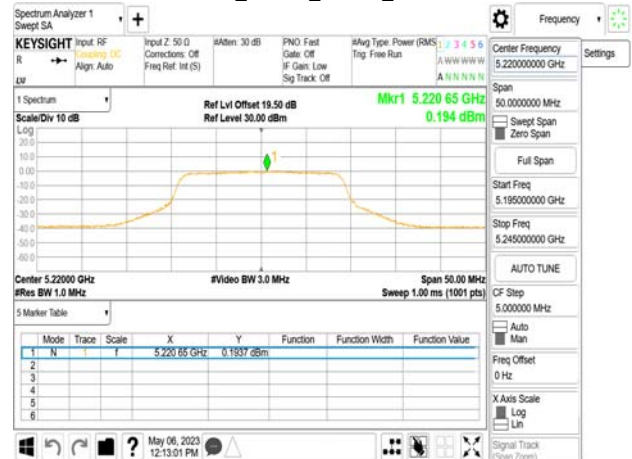 Spectrum Analyzer 1
Swept SA
+
Frequency
KEYSIGHT
R
Input: RF
Coupling: DC
Align: Auto
Input Z: 50 Ω
Corrections: Off
Freq Ref: Int (S)
#Atten: 30 dB
PNO: Fast
Gate: Off
IF Gain: Low
Sig Track: Off
#Avg Type: Power (RMS
Trig: Free Run
1 2 3 4 5 6
A W W W W W
A N N N N N
1 Spectrum
Scale/Div 10 dB
Ref Lvl Offset 19.50 dB
Ref Level 30.00 dBm
Mkr1 5.220 65 GHz
0.194 dBm
Log
20.0
10.0
0.00
-10.0
-20.0
-30.0
-40.0
-50.0
-60.0
1
Center 5.22000 GHz
#Res BW 1.0 MHz
#Video BW 3.0 MHz
Span 50.00 MHz
Sweep 1.00 ms (1001 pts)
5 Marker Table
Mode Trace Scale X Y Function Function Width Function Value
1 N 1 f 5.220 65 GHz 0.1937 dBm
2
3
4
5
6
?
May 06, 2023
12:13:01 PM
Center Frequency
5.220000000 GHz
Settings
Span
50.0000000 MHz
Swept Span
Zero Span
Full Span
Start Freq
5.195000000 GHz
Stop Freq
5.245000000 GHz
AUTO TUNE
CF Step
5.000000 MHz
Auto
Man
Freq Offset
0 Hz
X Axis Scale
Log
Lin
Signal Track
(Span Zoom)